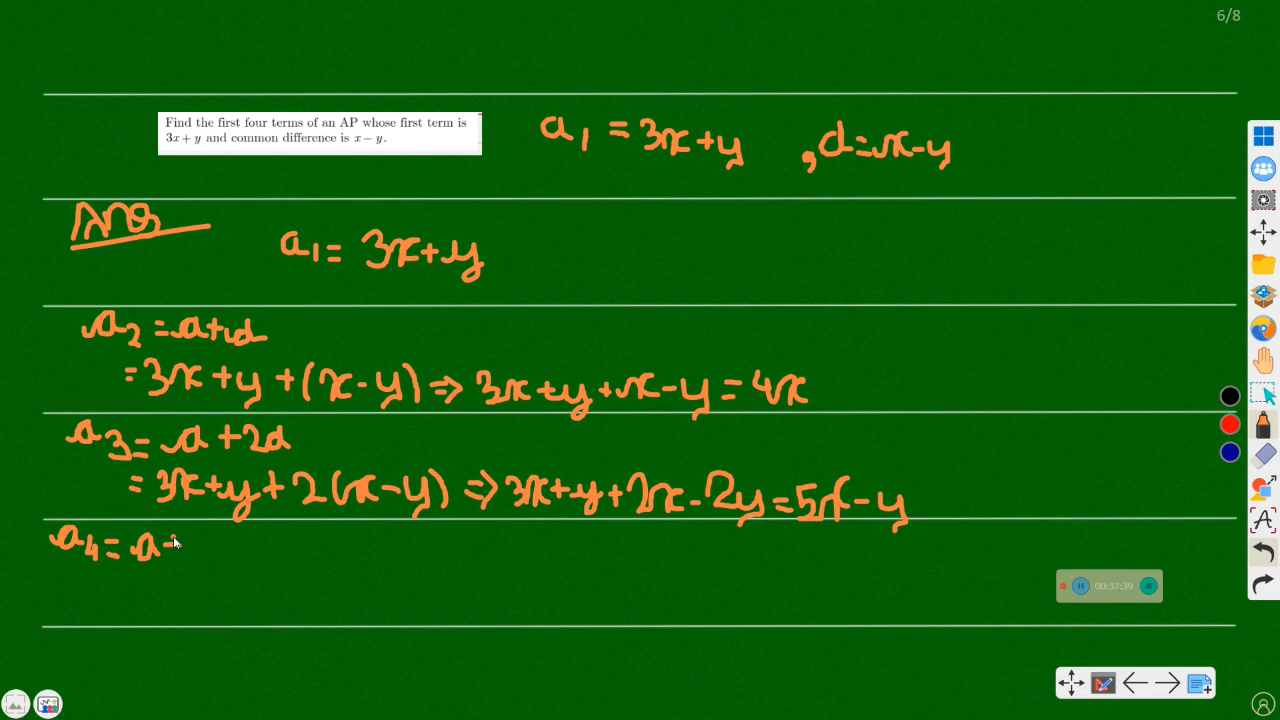 6/8
Find the first four terms of an AP whose first term is
3x + y and common difference is x − y.
a1 = 3x+y , d=x-y
Ans
a1= 3x+y
a2 =a+d
=3x+y +(x-y) ⇒ 3x+y+x-y=4x
a3= a+2d
= 3x+y+2(x-y) ⇒ 3x+y+2x-2y=5x-y
a4= a-
00:37:39